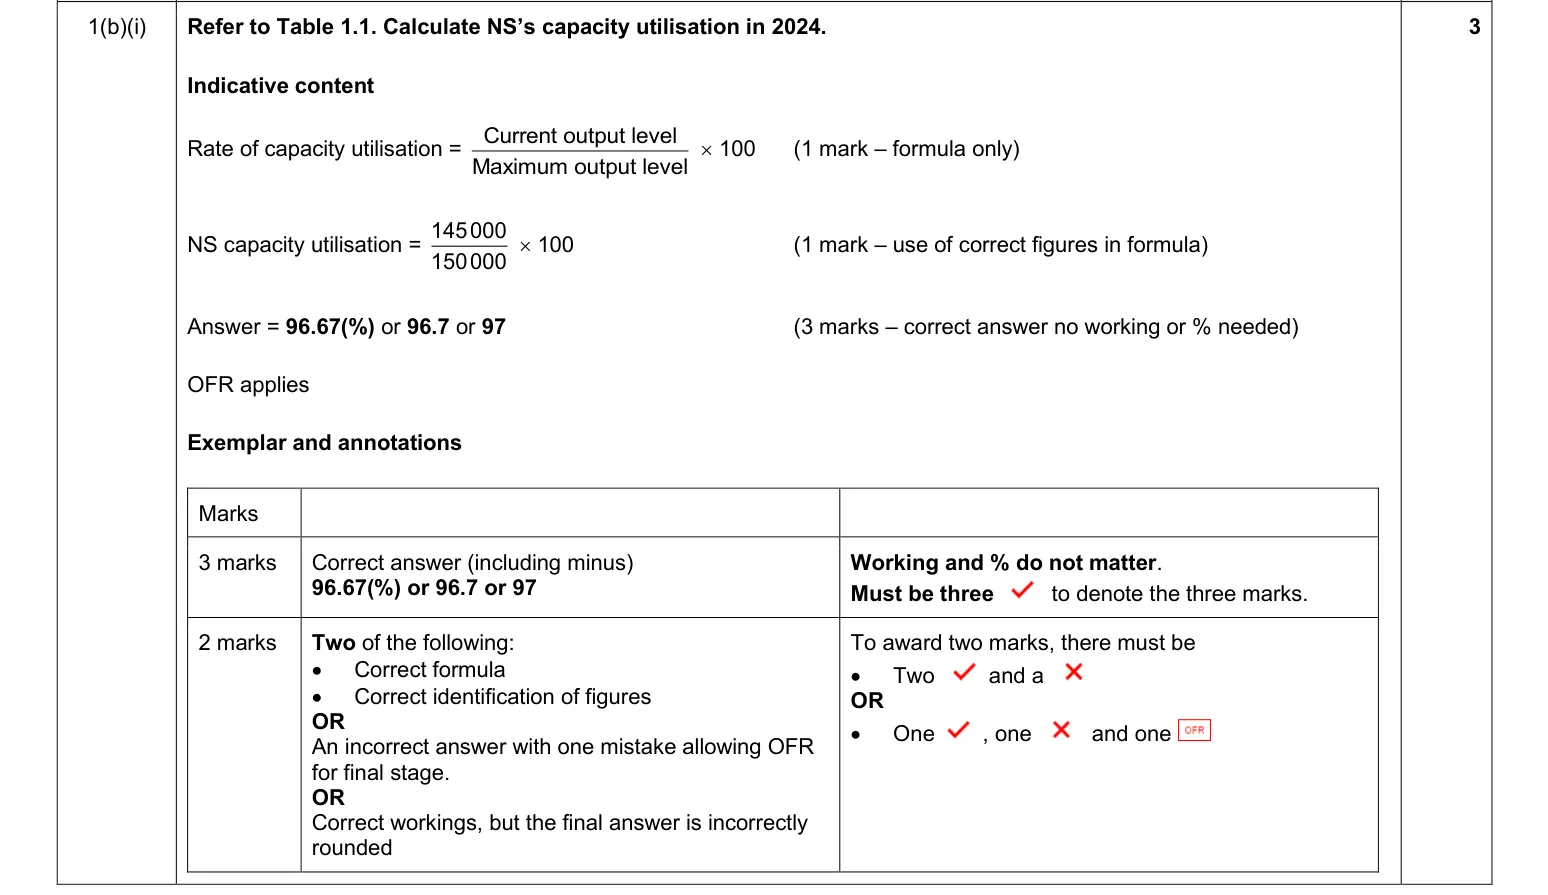 1(b)(i)
Refer to Table 1.1. Calculate NS's capacity utilisation in 2024.
3
Indicative content
Rate of capacity utilisation = Current output level / Maximum output level × 100 (1 mark – formula only)
NS capacity utilisation = 145 000 / 150 000 × 100 (1 mark – use of correct figures in formula)
Answer = 96.67(%) or 96.7 or 97 (3 marks – correct answer no working or % needed)
OFR applies
Exemplar and annotations
Marks
3 marks
Correct answer (including minus)
96.67(%) or 96.7 or 97
Working and % do not matter.
Must be three ✓ to denote the three marks.
2 marks
Two of the following:
• Correct formula
• Correct identification of figures
OR
An incorrect answer with one mistake allowing OFR
for final stage.
OR
Correct workings, but the final answer is incorrectly
rounded
To award two marks, there must be
• Two ✓ and a ✗
OR
• One ✓ , one ✗ and one OFR